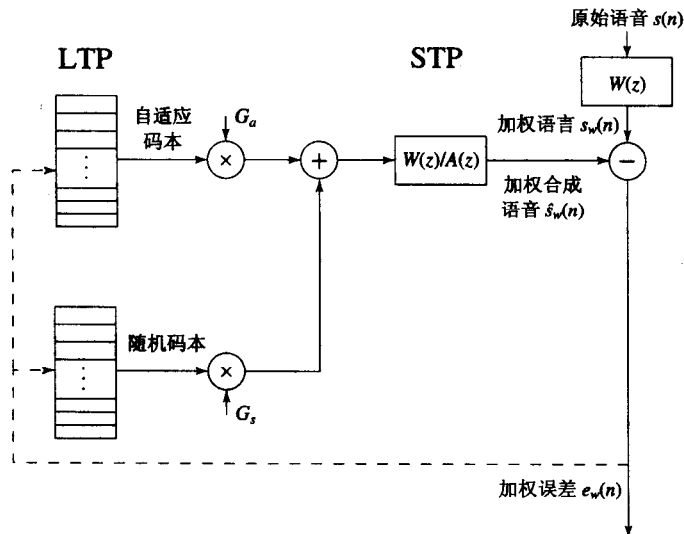 原始语音 s(n)
LTP
STP
W(z)
自适应
码本
G_a
×
+
W(z)/A(z)
加权语言 s_w(n)
−
加权合成
语音 ŝ_w(n)
随机码本
×
G_s
加权误差 e_w(n)